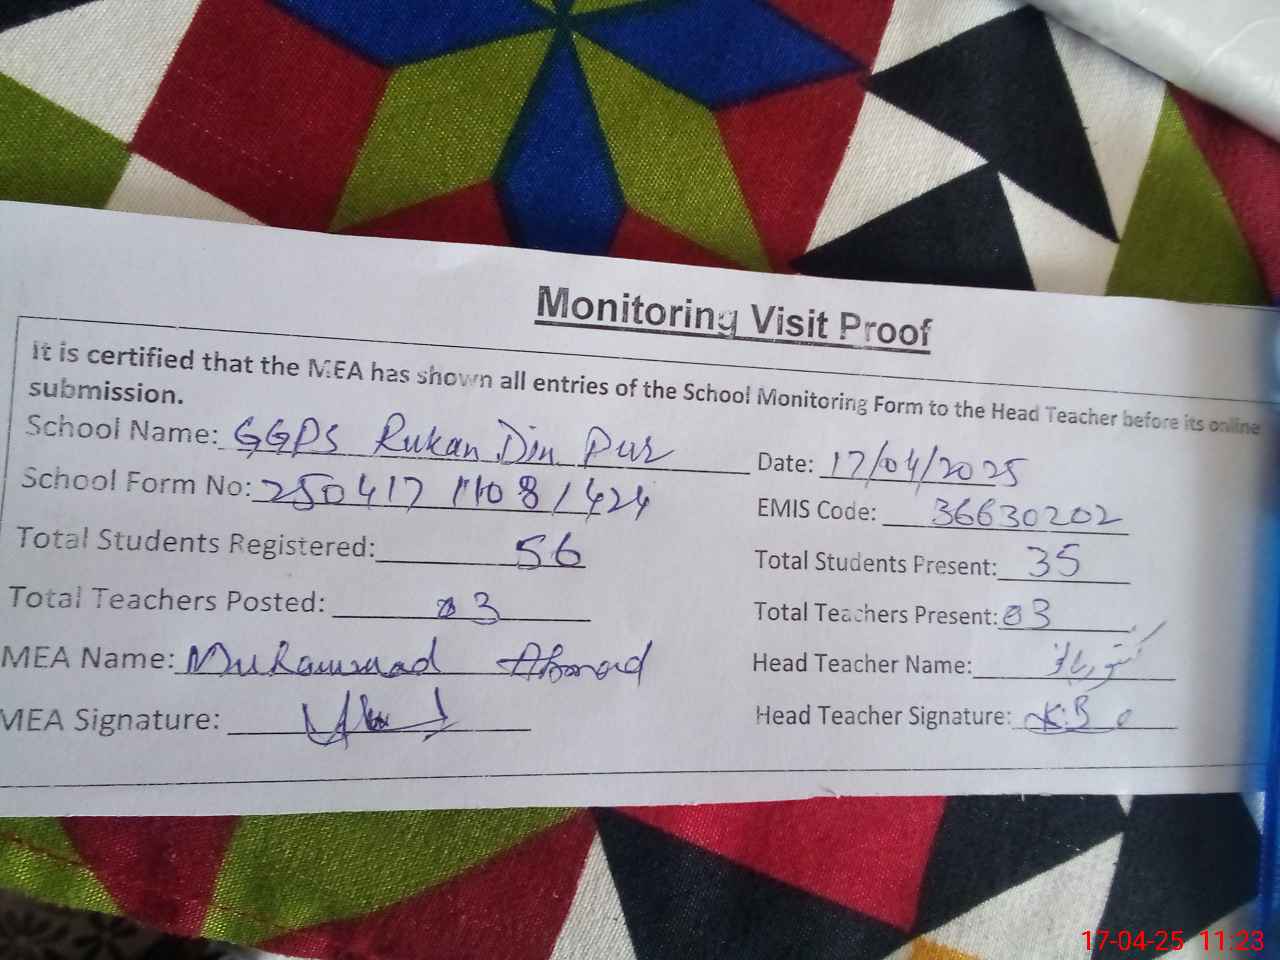 Monitoring Visit Proof
It is certified that the MEA has shown all entries of the School Monitoring Form to the Head Teacher before its online
submission.
School Name: GGPS Rukan Din Pur
Date: 17/04/2025
School Form No: 250417 1108 / 424
EMIS Code: 36630202
Total Students Registered: 56
Total Students Present: 35
Total Teachers Posted: 03
Total Teachers Present: 03
MEA Name: Muhammad
Head Teacher Name:
MEA Signature:
Head Teacher Signature: K.B
17-04-25 11:23